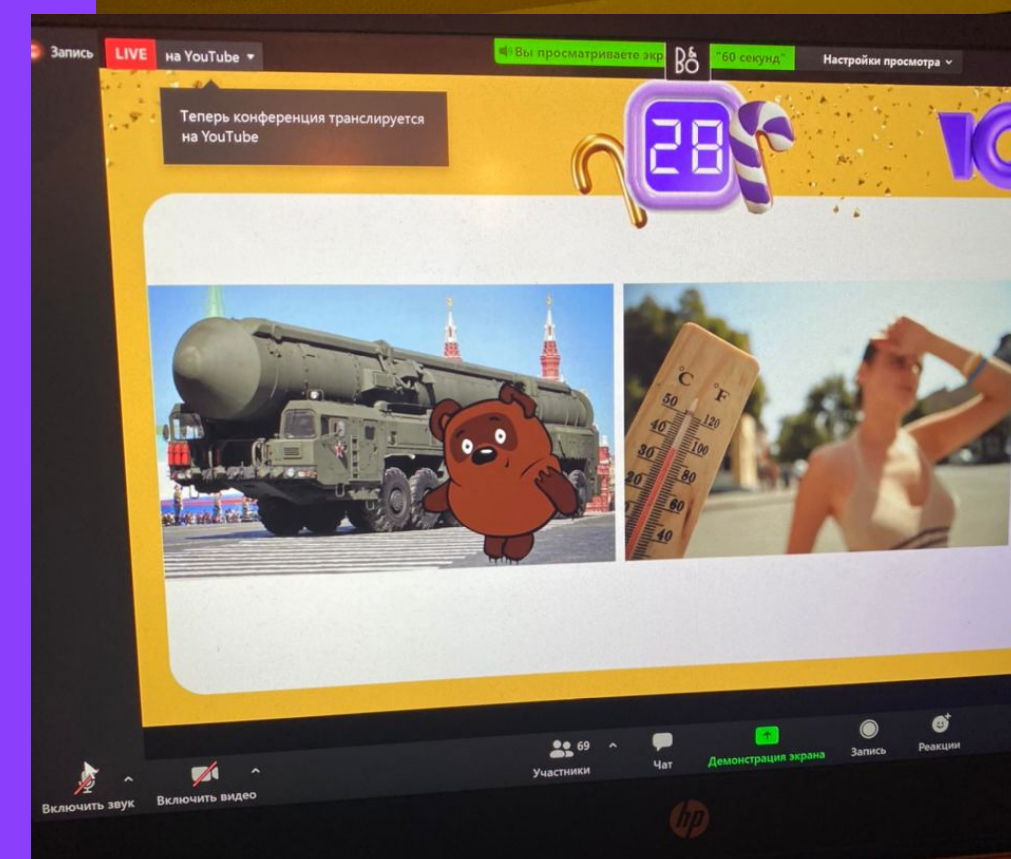 Запись
LIVE
на YouTube
Вы просматриваете экр
B&O
"60 секунд"
Настройки просмотра
Теперь конференция транслируется
на YouTube
28
°C
°F
50
120
40
100
30
80
20
60
40
Включить звук
Включить видео
69
Участники
Чат
Демонстрация экрана
Запись
Реакции
hp